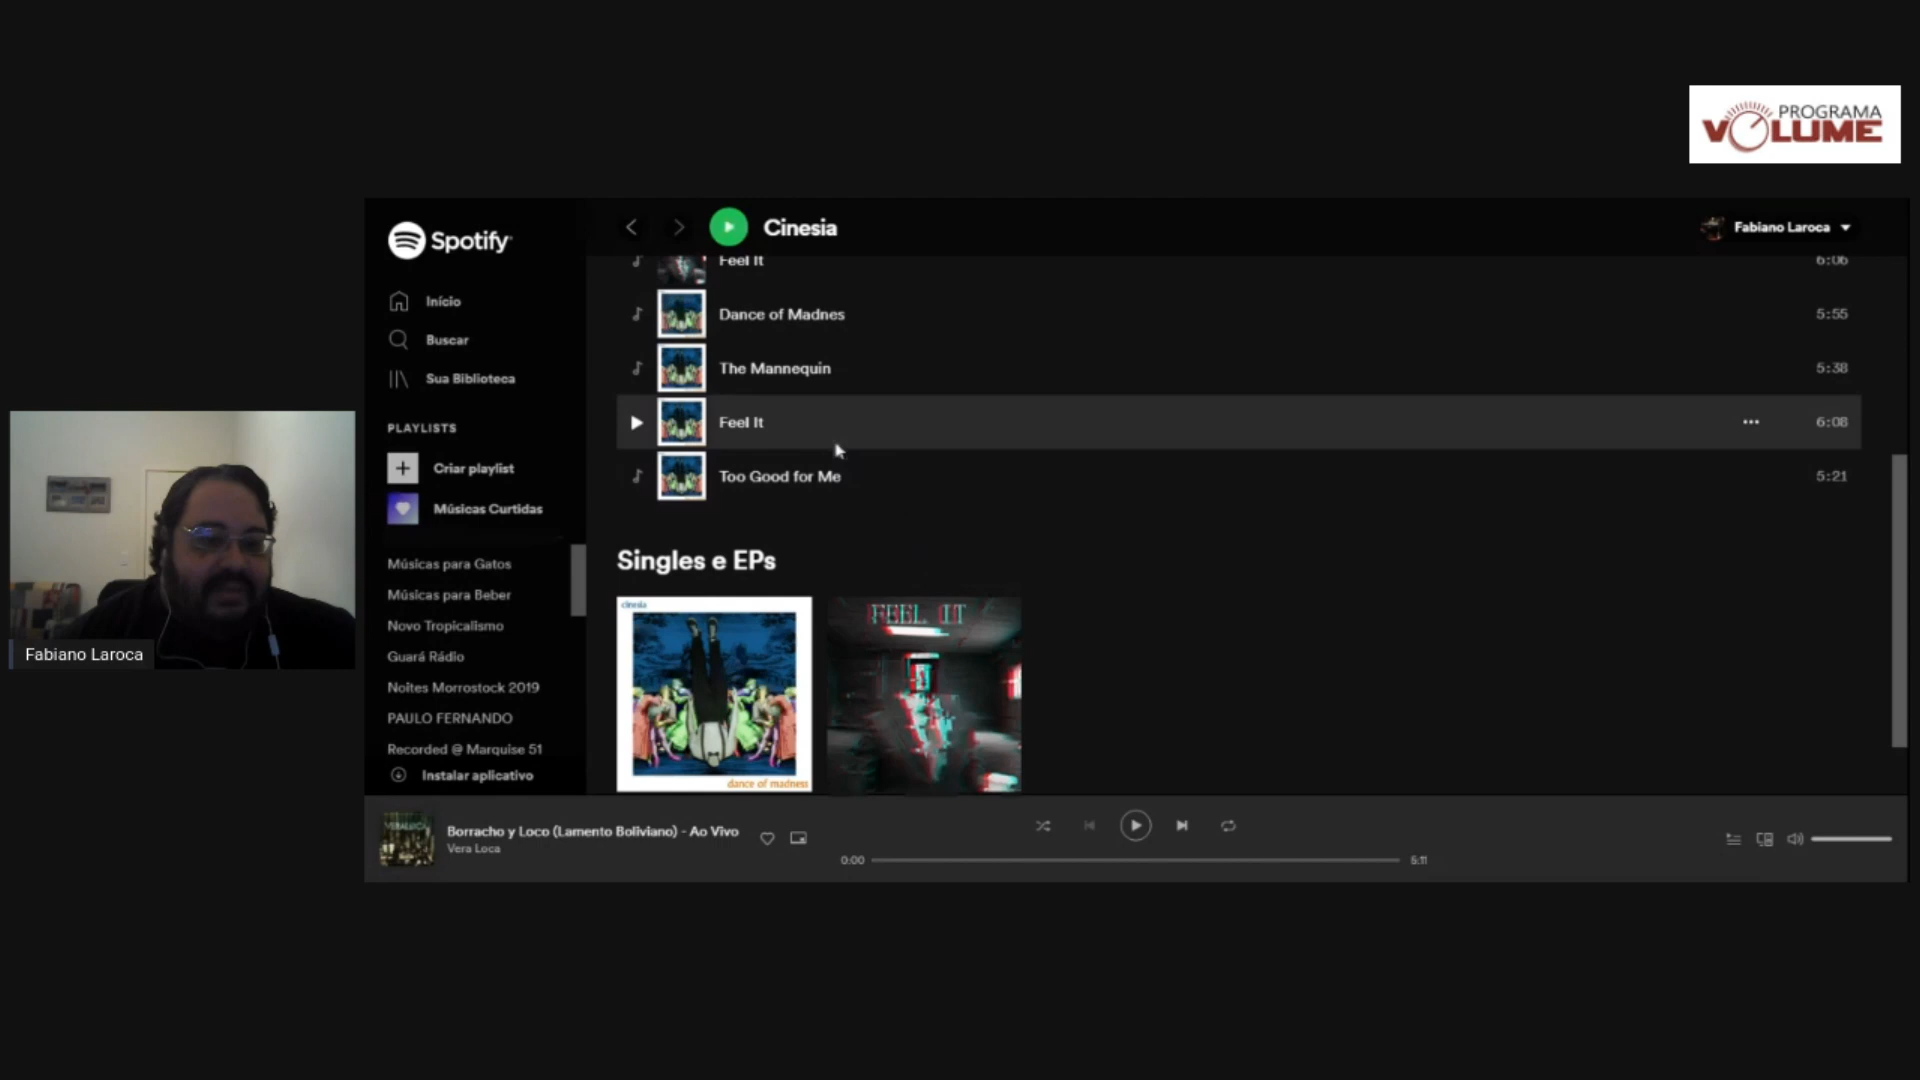 PROGRAMA
VOLUME
Spotify
Início
Buscar
Sua Biblioteca
PLAYLISTS
Criar playlist
Músicas Curtidas
Músicas para Gatos
Músicas para Beber
Novo Tropicalismo
Guará Rádio
Noites Morrostock 2019
PAULO FERNANDO
Recorded @ Marquise 51
Instalar aplicativo
Cinesia
Fabiano Laroca
Feel It 6:06
Dance of Madnes 5:55
The Mannequin 5:38
Feel It 6:08
Too Good for Me 5:21
Singles e EPs
cinesia
dance of madness
FEEL IT
Fabiano Laroca
VERA LOCA
Borracho y Loco (Lamento Boliviano) - Ao Vivo
Vera Loca
0:00
5:11